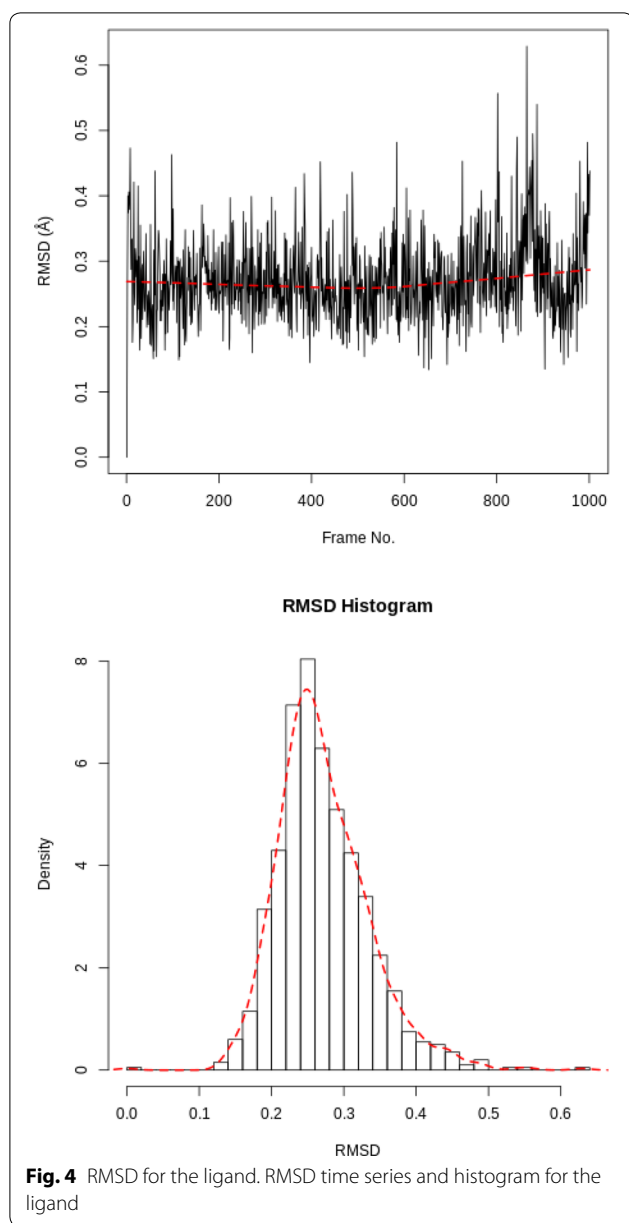 0.6
0.5
0.4
0.3
0.2
0.1
0.0
RMSD (Å)
0 200 400 600 800 1000
Frame No.
RMSD Histogram
8
6
4
2
0
Density
0.0 0.1 0.2 0.3 0.4 0.5 0.6
RMSD
Fig. 4 RMSD for the ligand. RMSD time series and histogram for the
ligand